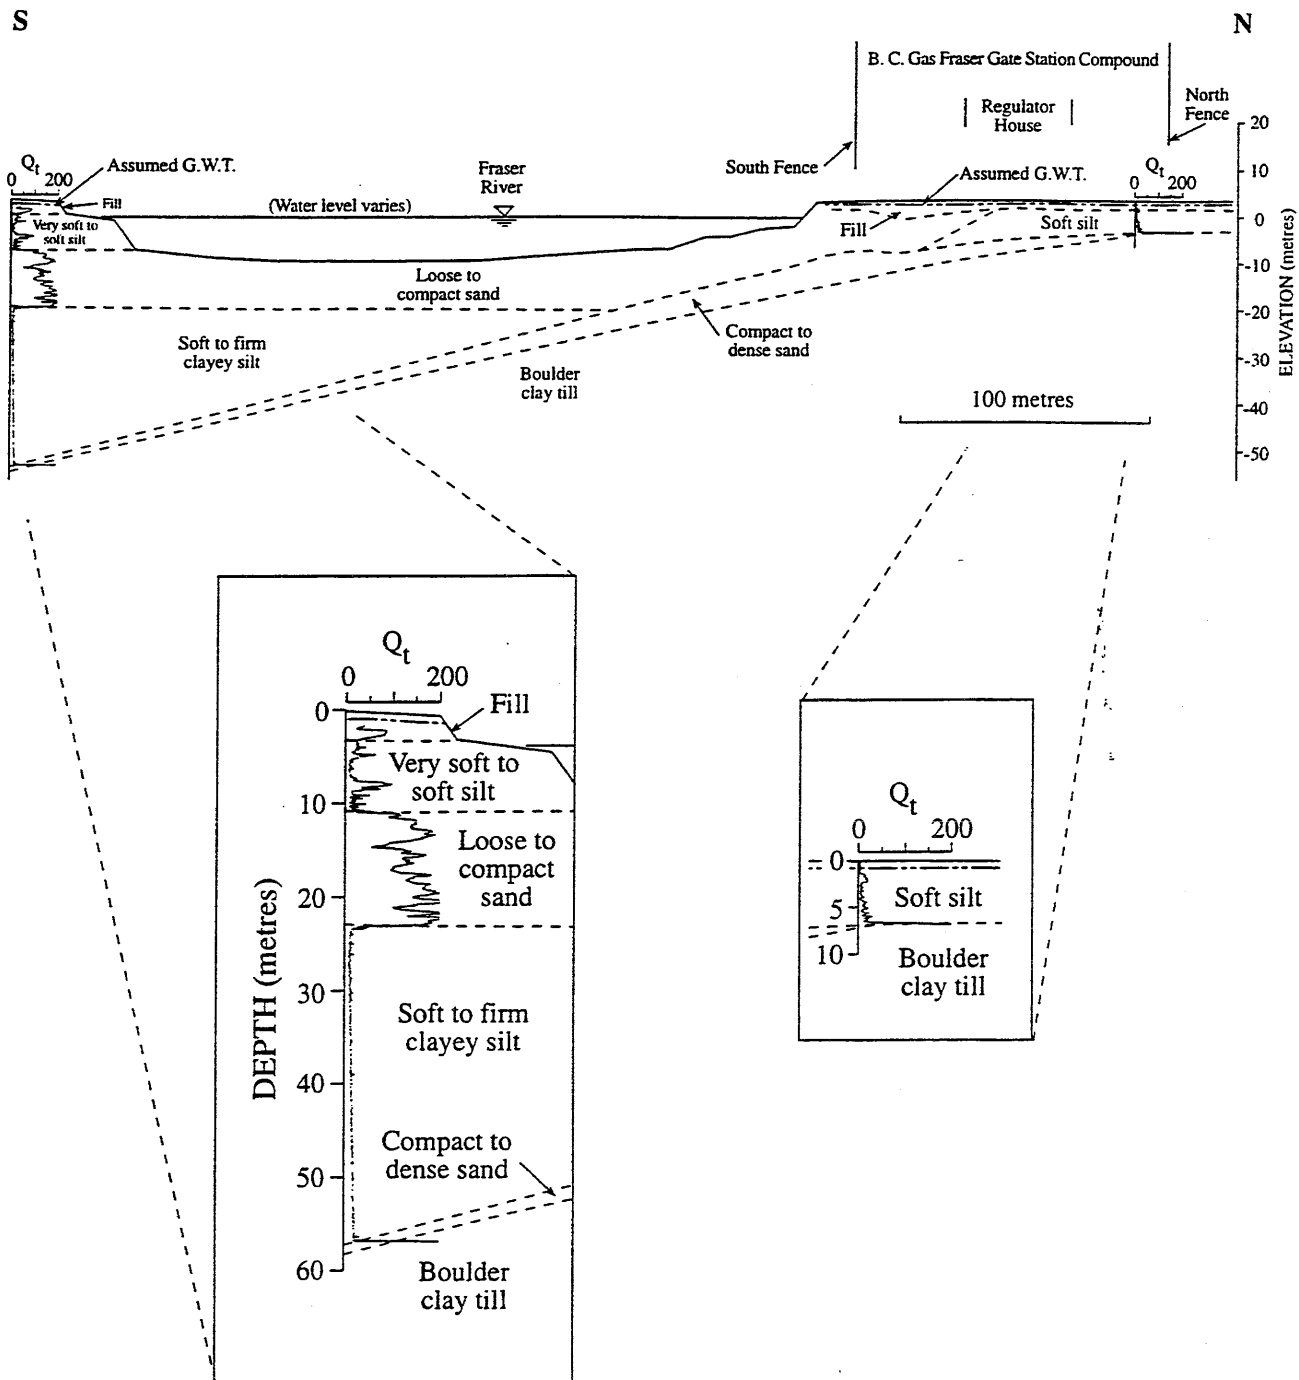 S
N
B. C. Gas Fraser Gate Station Compound
Regulator
House
North
Fence
South Fence
Assumed G.W.T.
Qt
0 200
Assumed G.W.T.
Fill
Very soft to
soft silt
Fraser
River
(Water level varies)
Fill
Soft silt
Qt
0 200
20
10
0
-10
-20
-30
-40
-50
ELEVATION (metres)
Loose to
compact sand
Soft to firm
clayey silt
Compact to
dense sand
Boulder
clay till
100 metres
Qt
0 200
Fill
0
10
20
30
40
50
60
DEPTH (metres)
Very soft to
soft silt
Loose to
compact
sand
Soft to firm
clayey silt
Compact to
dense sand
Boulder
clay till
Qt
0 200
0
5
10
Soft silt
Boulder
clay till